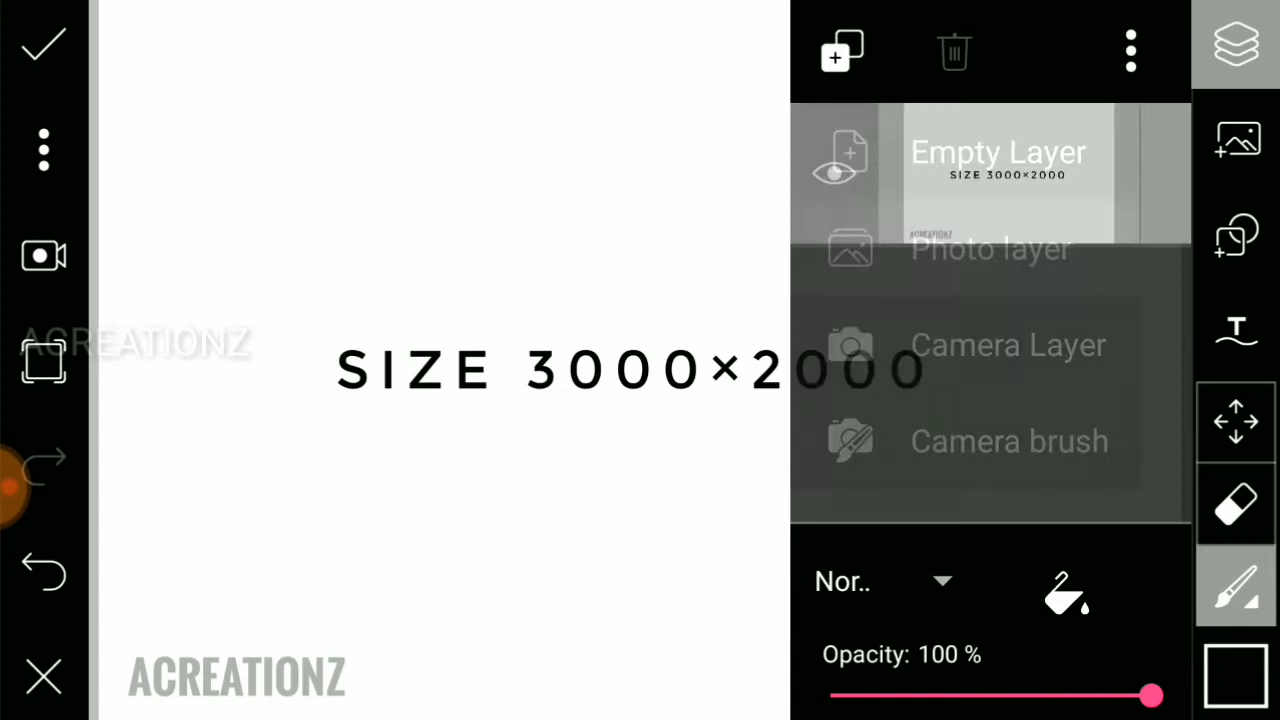 Empty Layer
SIZE 3000×2000
ACREATIONZ
Photo layer
ACREATIONZ
Camera Layer
SIZE 3000×2000
Camera brush
Nor..
Opacity: 100 %
ACREATIONZ
T